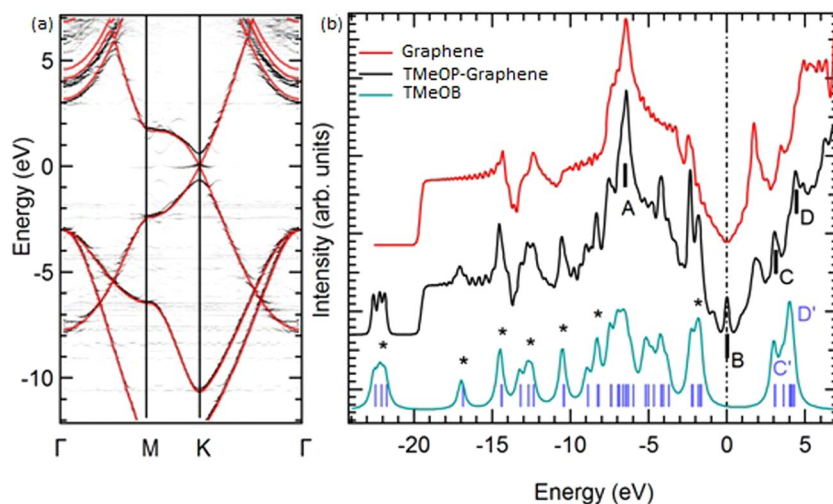 (a)
Energy (eV)
5
0
-5
-10
Γ M K Γ
(b)
Graphene
TMeOP-Graphene
TMeOB
Intensity (arb. units)
A
D
C
B
D'
C'
* * * * * * *
-20 -15 -10 -5 0 5
Energy (eV)